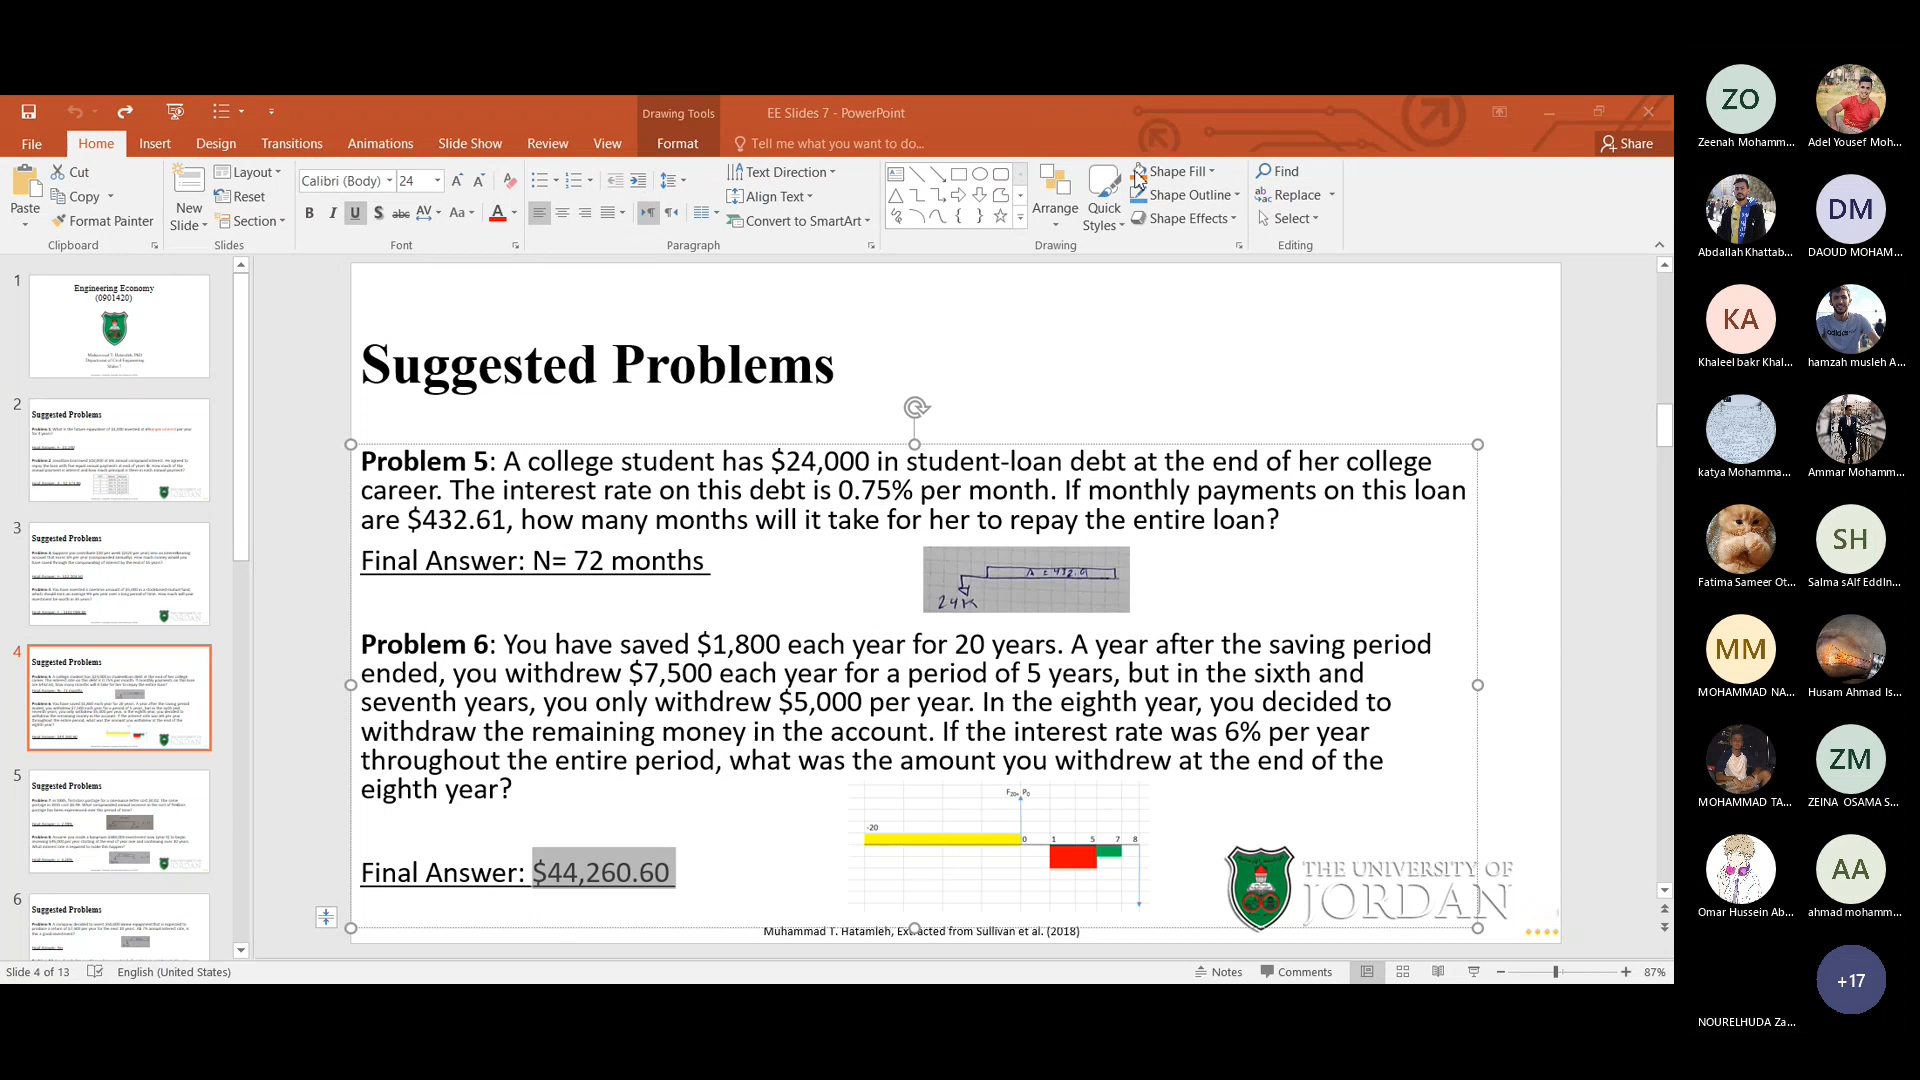 Drawing Tools
EE Slides 7 - PowerPoint
File
Home
Insert
Design
Transitions
Animations
Slide Show
Review
View
Format
Tell me what you want to do...
Share
Paste
Cut
Copy
Format Painter
Clipboard
New
Slide
Layout
Reset
Section
Slides
Calibri (Body)
24
Font
Text Direction
Align Text
Convert to SmartArt
Paragraph
Arrange
Quick
Styles
Shape Fill
Shape Outline
Shape Effects
Drawing
Find
Replace
Select
Editing
1
Engineering Economy
(0901420)
2
Suggested Problems
3
Suggested Problems
4
Suggested Problems
5
Suggested Problems
6
Suggested Problems
Suggested Problems
Problem 5: A college student has $24,000 in student-loan debt at the end of her college
career. The interest rate on this debt is 0.75% per month. If monthly payments on this loan
are $432.61, how many months will it take for her to repay the entire loan?
Final Answer: N= 72 months
24K
Problem 6: You have saved $1,800 each year for 20 years. A year after the saving period
ended, you withdrew $7,500 each year for a period of 5 years, but in the sixth and
seventh years, you only withdrew $5,000 per year. In the eighth year, you decided to
withdraw the remaining money in the account. If the interest rate was 6% per year
throughout the entire period, what was the amount you withdrew at the end of the
eighth year?
F20= P0
-20
0 1 5 7 8
Final Answer: $44,260.60
THE UNIVERSITY OF
JORDAN
Muhammad T. Hatamleh, Extracted from Sullivan et al. (2018)
Slide 4 of 13
English (United States)
Notes
Comments
87%
ZO
Zeenah Mohamm...
Adel Yousef Moh...
Abdallah Khattab...
DM
DAOUD MOHAM...
KA
Khaleel bakr Khal...
hamzah musleh A...
katya Mohamma...
Ammar Mohamm...
Fatima Sameer Ot...
SH
Salma sAlf EddIn...
MM
MOHAMMAD NA...
Husam Ahmad Is...
MOHAMMAD TA...
ZM
ZEINA OSAMA S...
Omar Hussein Ab...
AA
ahmad mohamm...
+17
NOURELHUDA Za...